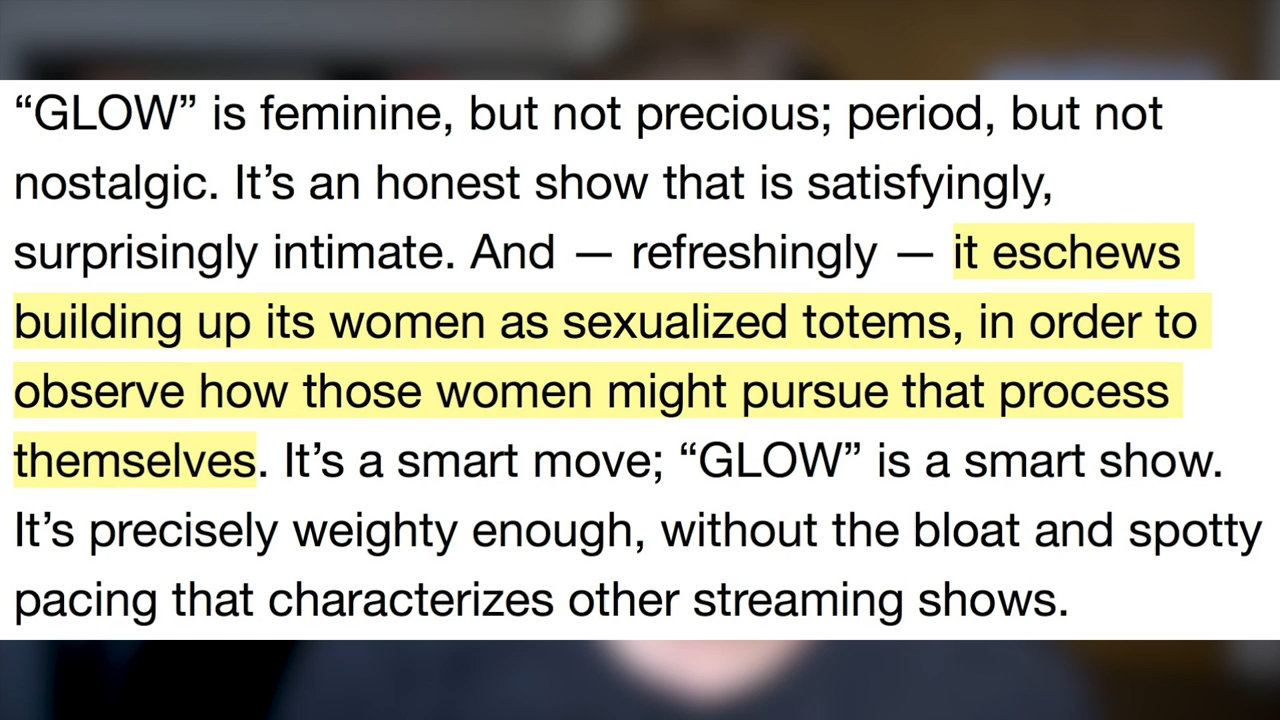 “GLOW” is feminine, but not precious; period, but not
nostalgic. It’s an honest show that is satisfyingly,
surprisingly intimate. And — refreshingly — it eschews
building up its women as sexualized totems, in order to
observe how those women might pursue that process
themselves. It’s a smart move; “GLOW” is a smart show.
It’s precisely weighty enough, without the bloat and spotty
pacing that characterizes other streaming shows.